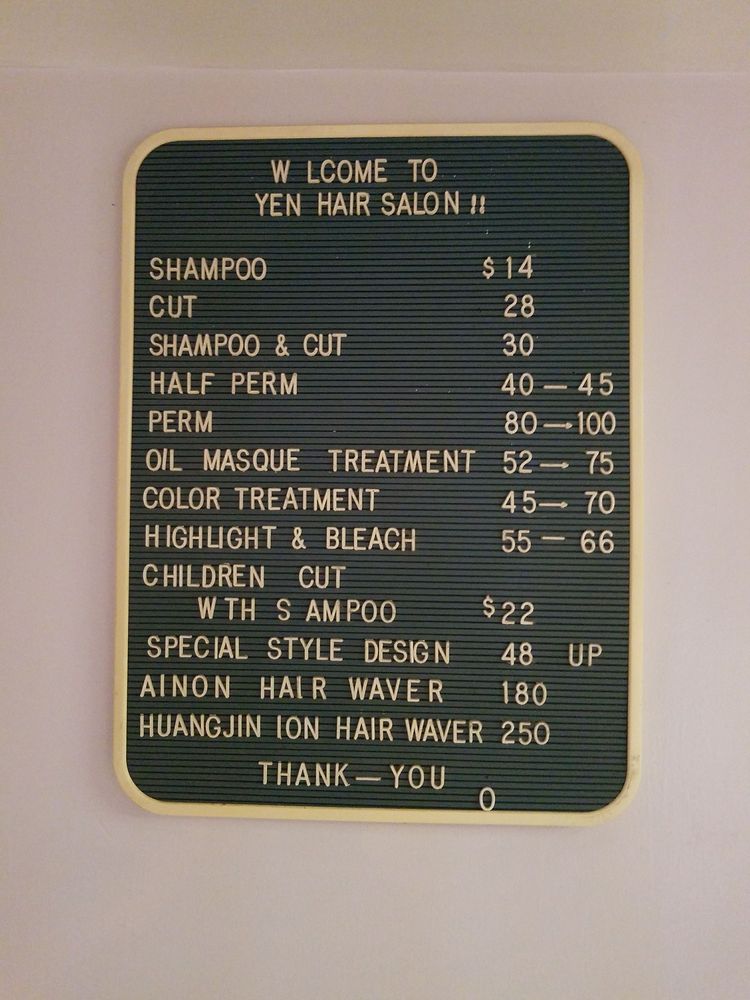 W LCOME TO
YEN HAIR SALON !!
SHAMPOO $14
CUT 28
SHAMPOO & CUT 30
HALF PERM 40 — 45
PERM 80 → 100
OIL MASQUE TREATMENT 52 → 75
COLOR TREATMENT 45 → 70
HIGHLIGHT & BLEACH 55 — 66
CHILDREN CUT
WTH S AMPOO $22
SPECIAL STYLE DESIGN 48 UP
AINON HAIR WAVER 180
HUANGJIN ION HAIR WAVER 250
THANK — YOU
0